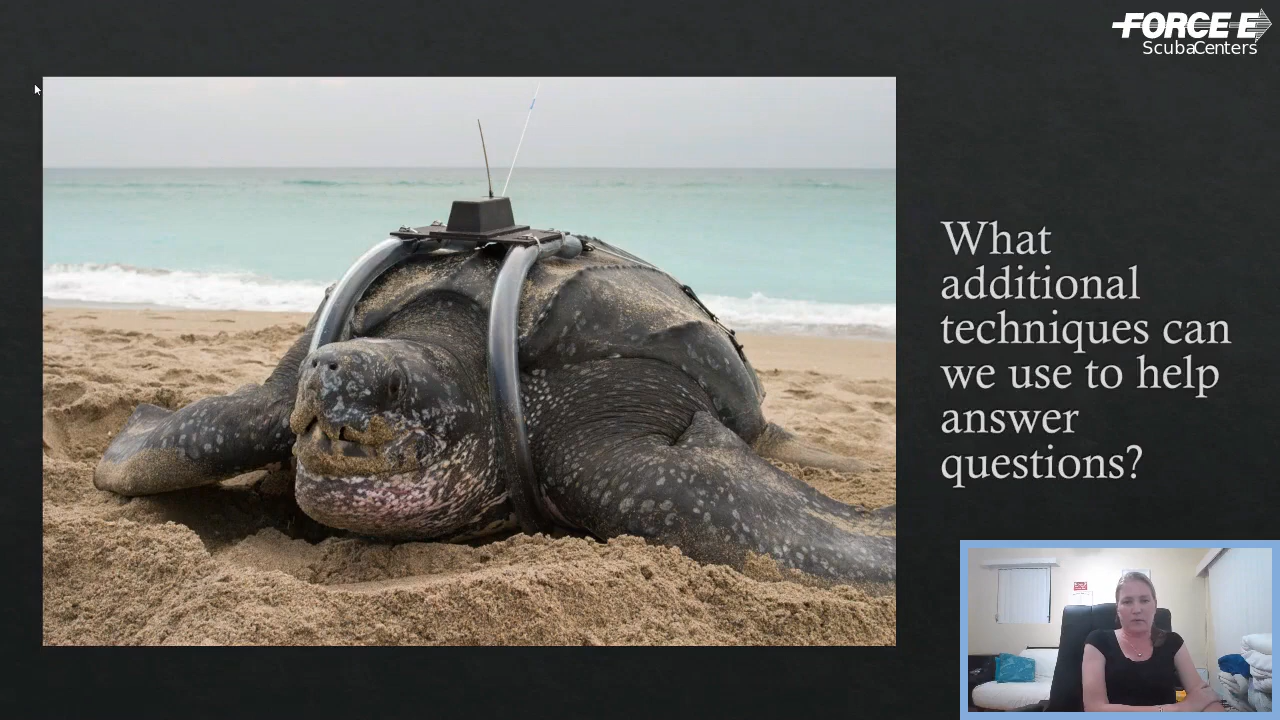 FORCE E
ScubaCenters
What
additional
techniques can
we use to help
answer
questions?